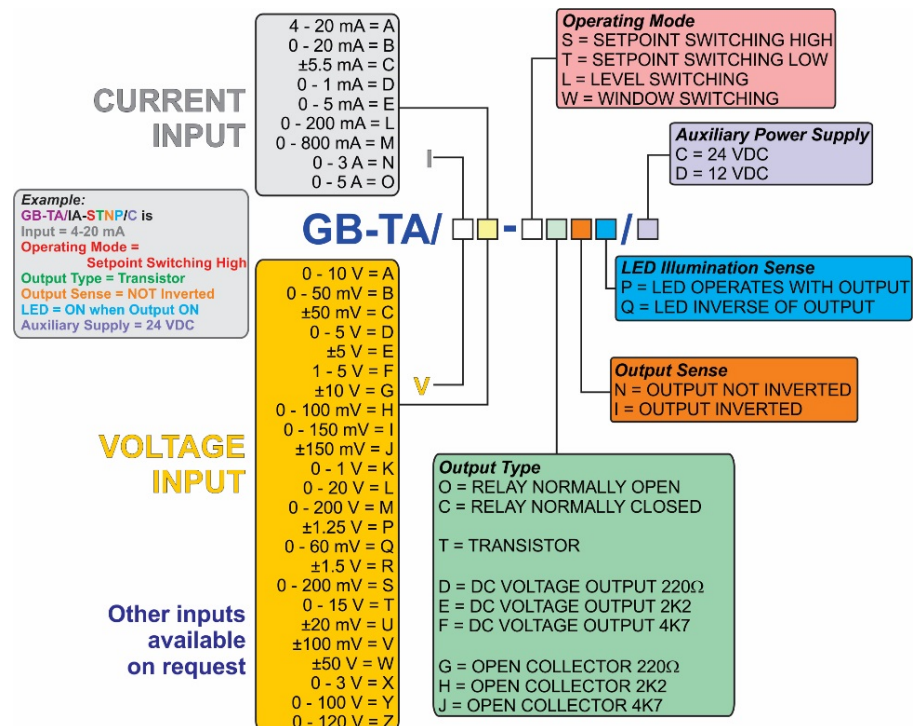 4 - 20 mA = A
0 - 20 mA = B
±5.5 mA = C
0 - 1 mA = D
0 - 5 mA = E
0 - 200 mA = L
0 - 800 mA = M
0 - 3 A = N
0 - 5 A = O
CURRENT
INPUT
I
Operating Mode
S = SETPOINT SWITCHING HIGH
T = SETPOINT SWITCHING LOW
L = LEVEL SWITCHING
W = WINDOW SWITCHING
Auxiliary Power Supply
C = 24 VDC
D = 12 VDC
Example:
GB-TA/IA-STNP/C is
Input = 4-20 mA
Operating Mode =
Setpoint Switching High
Output Type = Transistor
Output Sense = NOT Inverted
LED = ON when Output ON
Auxiliary Supply = 24 VDC
GB-TA/ - /
LED Illumination Sense
P = LED OPERATES WITH OUTPUT
Q = LED INVERSE OF OUTPUT
Output Sense
N = OUTPUT NOT INVERTED
I = OUTPUT INVERTED
V
VOLTAGE
INPUT
0 - 10 V = A
0 - 50 mV = B
±50 mV = C
0 - 5 V = D
±5 V = E
1 - 5 V = F
±10 V = G
0 - 100 mV = H
0 - 150 mV = I
±150 mV = J
0 - 1 V = K
0 - 20 V = L
0 - 200 V = M
±1.25 V = P
0 - 60 mV = Q
±1.5 V = R
0 - 200 mV = S
0 - 15 V = T
±20 mV = U
±100 mV = V
±50 V = W
0 - 3 V = X
0 - 100 V = Y
0 - 120 V = Z
Other inputs
available
on request
Output Type
O = RELAY NORMALLY OPEN
C = RELAY NORMALLY CLOSED
T = TRANSISTOR
D = DC VOLTAGE OUTPUT 220Ω
E = DC VOLTAGE OUTPUT 2K2
F = DC VOLTAGE OUTPUT 4K7
G = OPEN COLLECTOR 220Ω
H = OPEN COLLECTOR 2K2
J = OPEN COLLECTOR 4K7